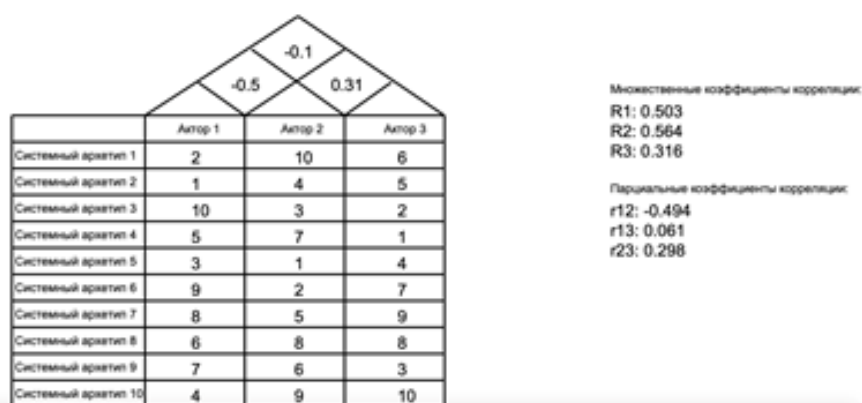 -0.1
-0.5 0.31
Актор 1 Актор 2 Актор 3
Системный архетип 1 2 10 6
Системный архетип 2 1 4 5
Системный архетип 3 10 3 2
Системный архетип 4 5 7 1
Системный архетип 5 3 1 4
Системный архетип 6 9 2 7
Системный архетип 7 8 5 9
Системный архетип 8 6 8 8
Системный архетип 9 7 6 3
Системный архетип 10 4 9 10
Множественные коэффициенты корреляции:
R1: 0.503
R2: 0.564
R3: 0.316
Парциальные коэффициенты корреляции:
r12: -0.494
r13: 0.061
r23: 0.298